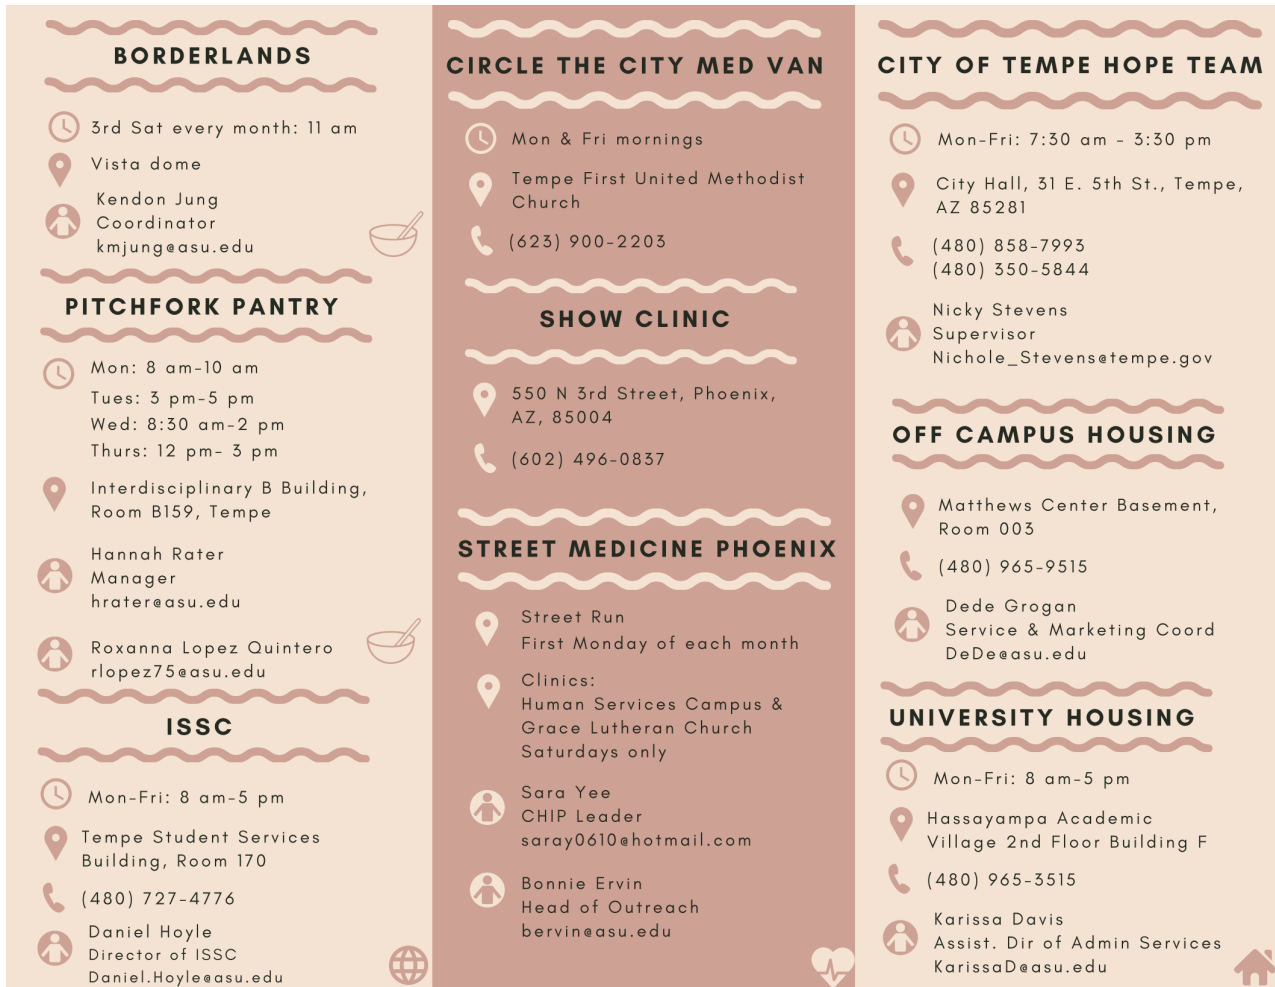 BORDERLANDS
3rd Sat every month: 11 am
Vista dome
Kendon Jung
Coordinator
kmjung@asu.edu
PITCHFORK PANTRY
Mon: 8 am-10 am
Tues: 3 pm-5 pm
Wed: 8:30 am-2 pm
Thurs: 12 pm- 3 pm
Interdisciplinary B Building,
Room B159, Tempe
Hannah Rater
Manager
hrater@asu.edu
Roxanna Lopez Quintero
rlopez75@asu.edu
ISSC
Mon-Fri: 8 am-5 pm
Tempe Student Services
Building, Room 170
(480) 727-4776
Daniel Hoyle
Director of ISSC
Daniel.Hoyle@asu.edu
CIRCLE THE CITY MED VAN
Mon & Fri mornings
Tempe First United Methodist
Church
(623) 900-2203
SHOW CLINIC
550 N 3rd Street, Phoenix,
AZ, 85004
(602) 496-0837
STREET MEDICINE PHOENIX
Street Run
First Monday of each month
Clinics:
Human Services Campus &
Grace Lutheran Church
Saturdays only
Sara Yee
CHIP Leader
saray0610@hotmail.com
Bonnie Ervin
Head of Outreach
bervin@asu.edu
CITY OF TEMPE HOPE TEAM
Mon-Fri: 7:30 am - 3:30 pm
City Hall, 31 E. 5th St., Tempe,
AZ 85281
(480) 858-7993
(480) 350-5844
Nicky Stevens
Supervisor
Nichole_Stevens@tempe.gov
OFF CAMPUS HOUSING
Matthews Center Basement,
Room 003
(480) 965-9515
Dede Grogan
Service & Marketing Coord
DeDe@asu.edu
UNIVERSITY HOUSING
Mon-Fri: 8 am-5 pm
Hassayampa Academic
Village 2nd Floor Building F
(480) 965-3515
Karissa Davis
Assist. Dir of Admin Services
KarissaD@asu.edu